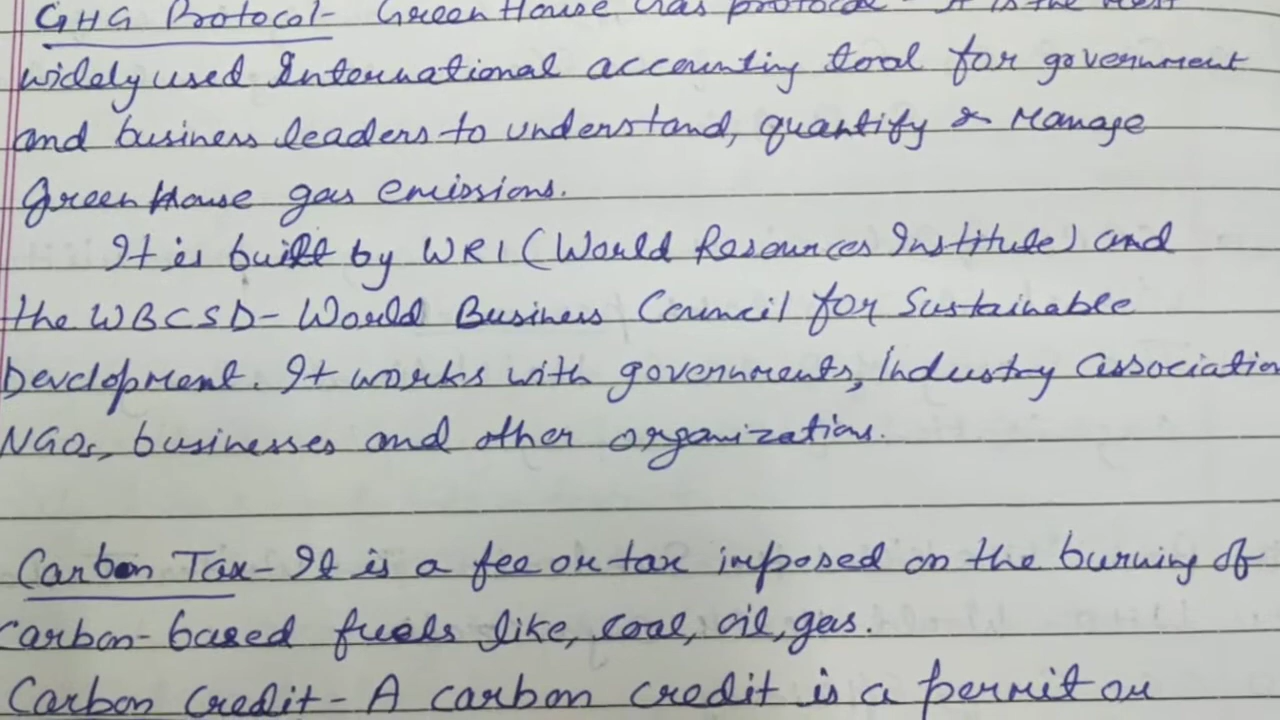 GHG Protocol- Green House Gas protocol - It is the most
widely used International accounting tool for government
and business leaders to understand, quantify & Manage
Green House gas emissions.
It is built by WRI (World Resources Institute) and
the WBCSD- World Business Council for Sustainable
Development. It works with governments, industry association
NGOs, businesses and other organizations.
Carbon Tax- It is a fee or tax imposed on the burning of
carbon-based fuels like, coal, oil, gas.
Carbon Credit- A carbon credit is a permit or